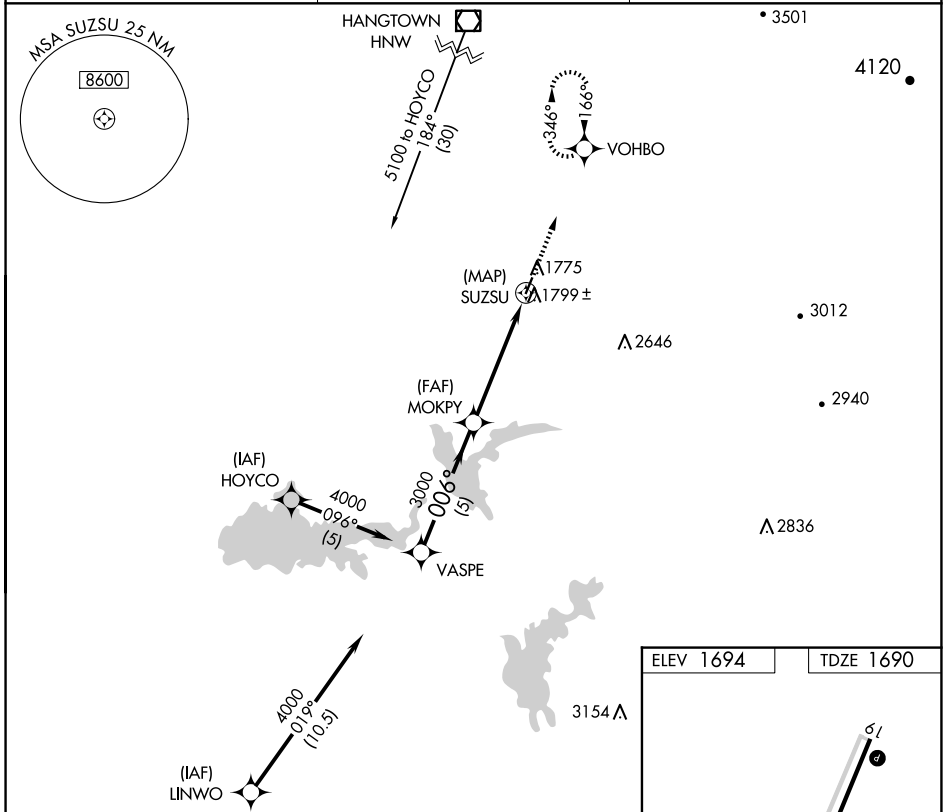 HANGTOWN
HNW
3501
MSA SUZSU 25 NM
8600
4120
5100 to HOYCO
184°
(30)
346°
166°
VOHBO
(MAP)
SUZSU
1775
1799 ±
3012
2646
(FAF)
MOKPY
2940
(IAF)
HOYCO
4000
096°
(5)
3000
006°
(5)
2836
VASPE
ELEV 1694
TDZE 1690
3154
4000
019°
(10.5)
(IAF)
LINWO
19
P